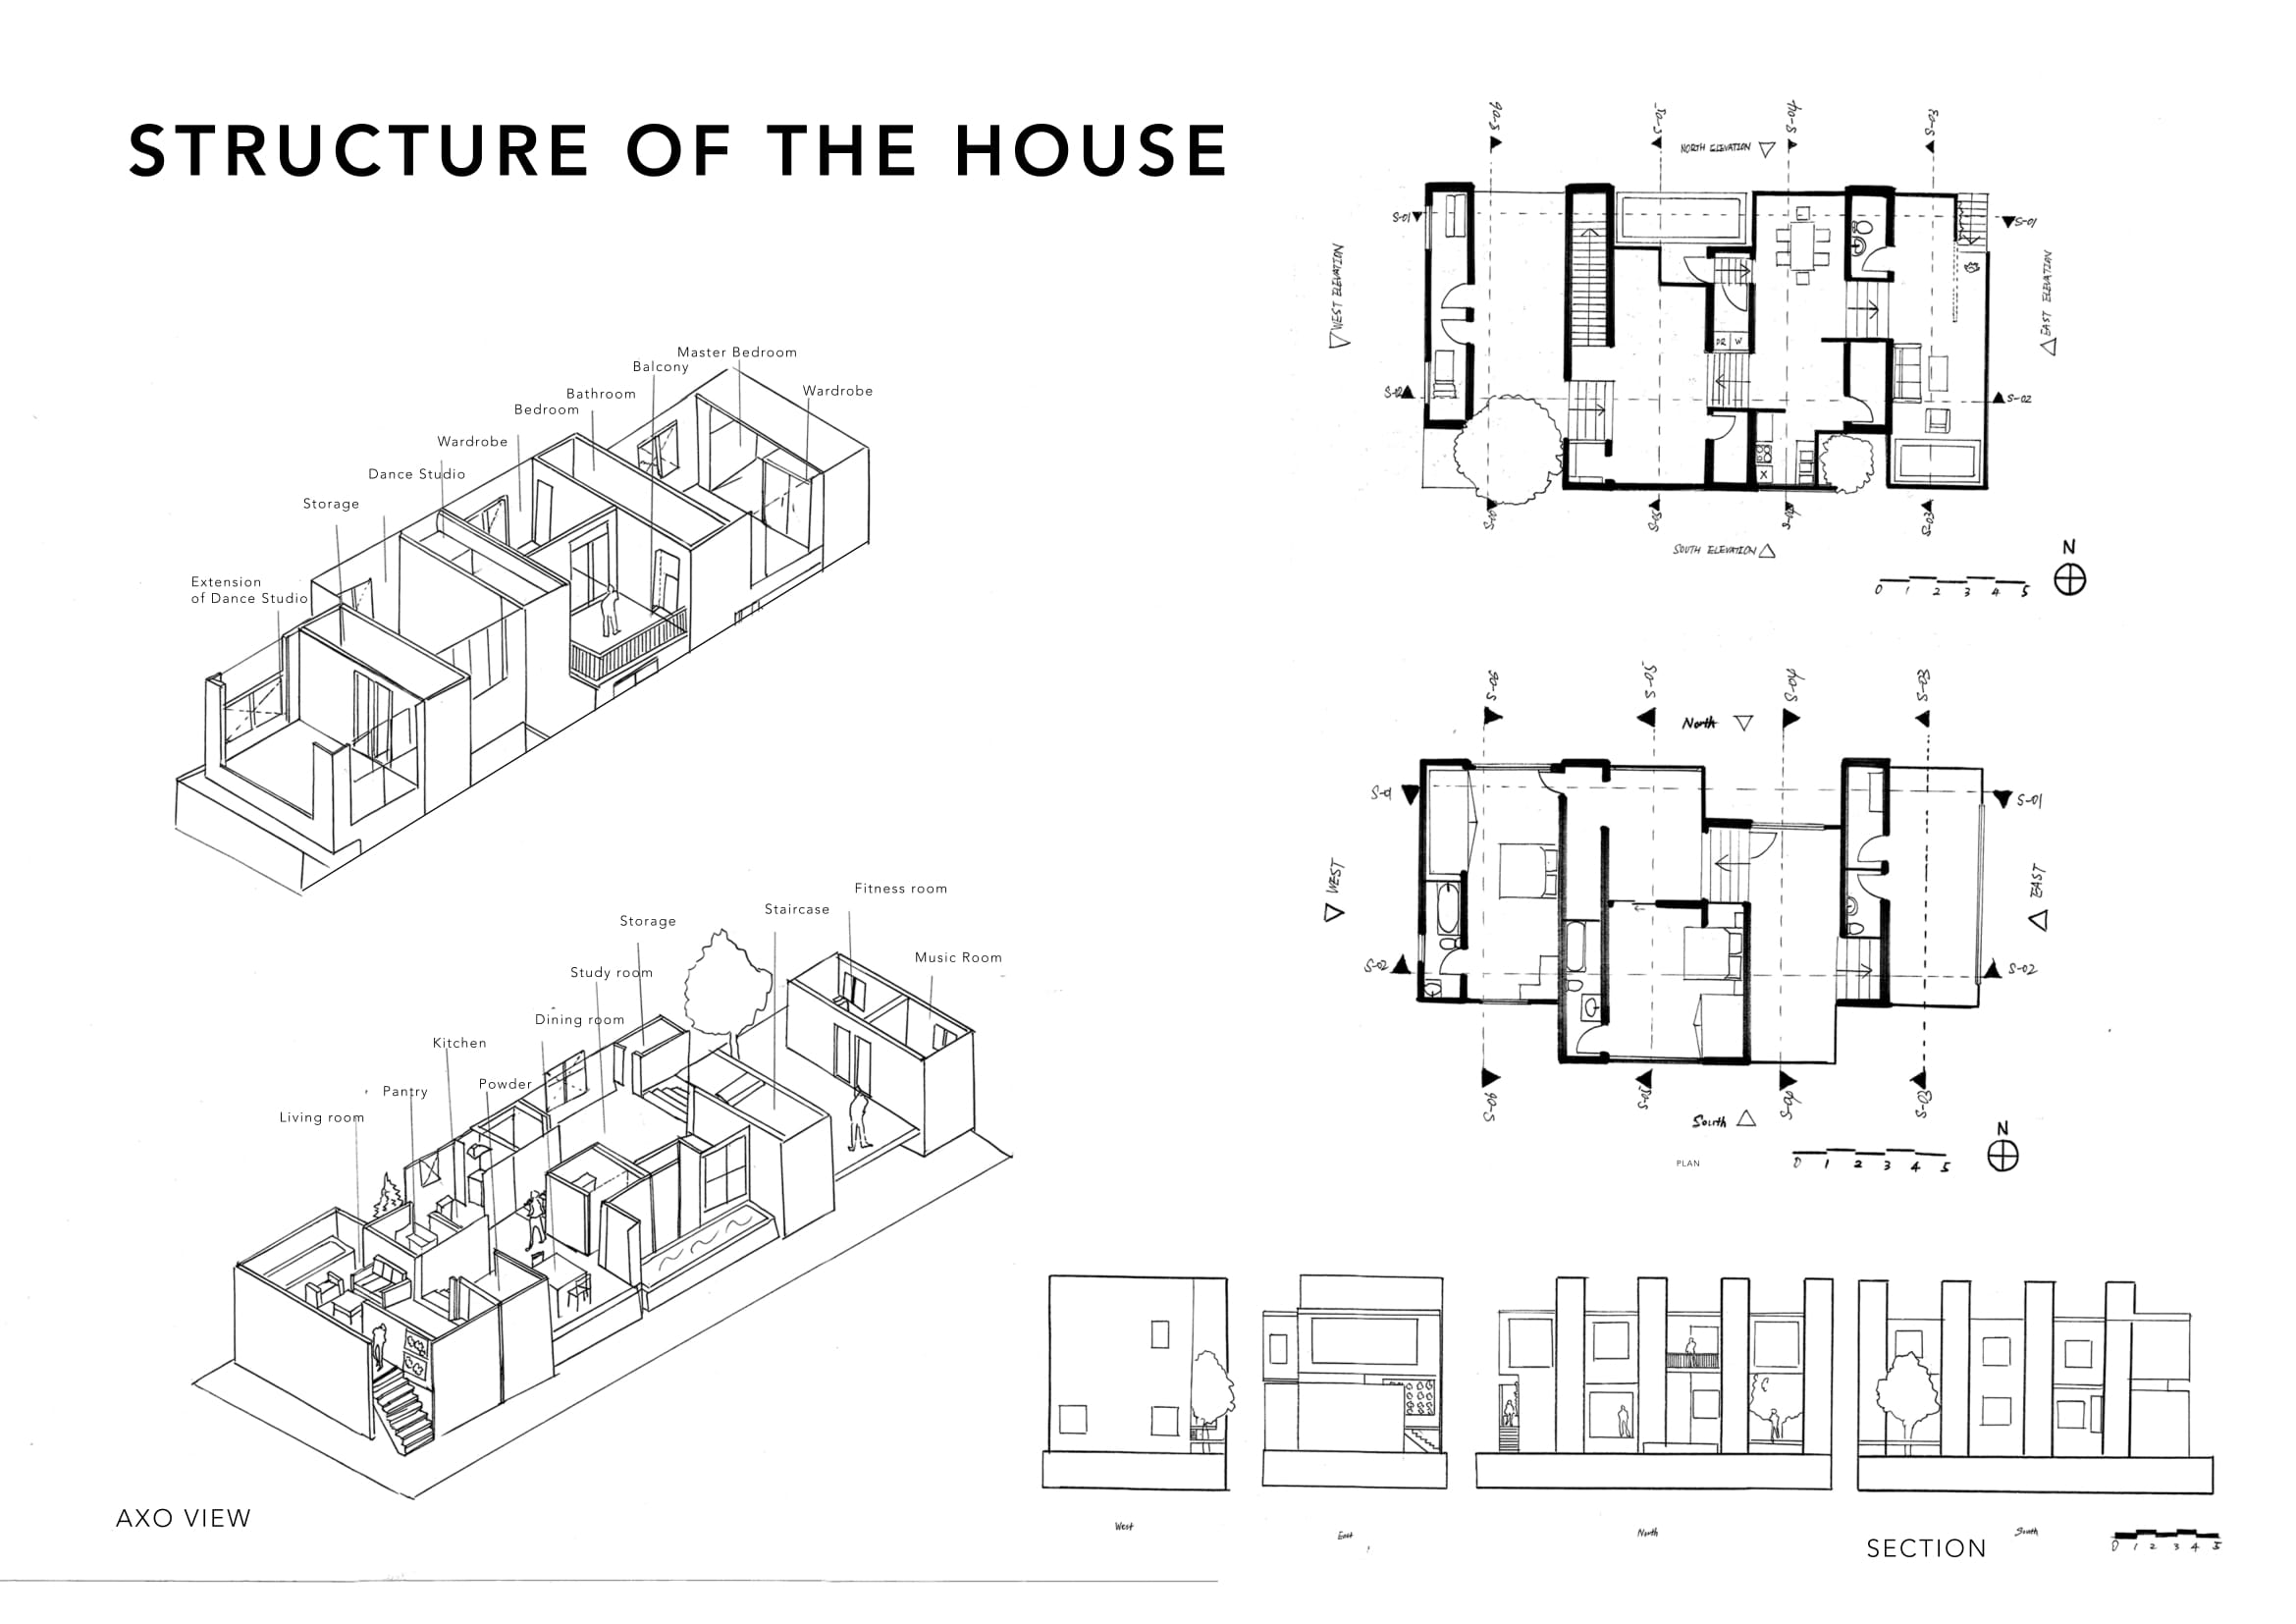 STRUCTURE OF THE HOUSE
Master Bedroom
Balcony
Wardrobe
Bathroom
Bedroom
Wardrobe
Dance Studio
Storage
Extension
of Dance Studio
Fitness room
Staircase
Storage
Music Room
Study room
Dining room
Kitchen
Powder
Pantry
Living room
AXO VIEW
S-06
S-05
S-04
S-03
NORTH ELEVATION
S-01
S-01
WEST ELEVATION
EAST ELEVATION
DR W
S-02
S-02
X
S-06
S-05
S-04
S-03
SOUTH ELEVATION
N
0 1 2 3 4 5
S-06
S-05
S-04
S-03
North
S-01
S-01
WEST
EAST
S-02
S-02
S-06
S-05
S-04
S-03
South
N
PLAN
0 1 2 3 4 5
West
East
North
South
SECTION
0 1 2 3 4 5